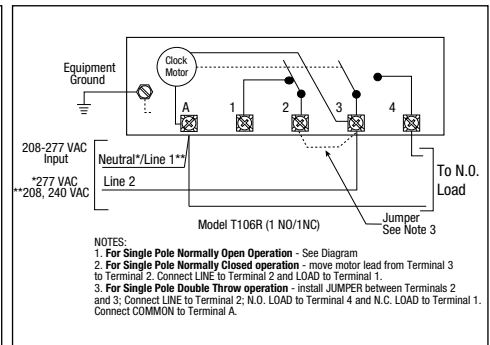 Equipment
Ground
Clock
Motor
A
1
2
3
4
208-277 VAC
Input
*277 VAC
**208, 240 VAC
Neutral*/Line 1**
Line 2
To N.O.
Load
Model T106R (1 NO/1NC)
Jumper
See Note 3
NOTES:
1. For Single Pole Normally Open Operation - See Diagram
2. For Single Pole Normally Closed operation - move motor lead from Terminal 3
to Terminal 2. Connect LINE to Terminal 2 and LOAD to Terminal 1.
3. For Single Pole Double Throw operation - install JUMPER between Terminals 2
and 3; Connect LINE to Terminal 2; N.O. LOAD to Terminal 4 and N.C. LOAD to Terminal 1.
Connect COMMON to Terminal A.